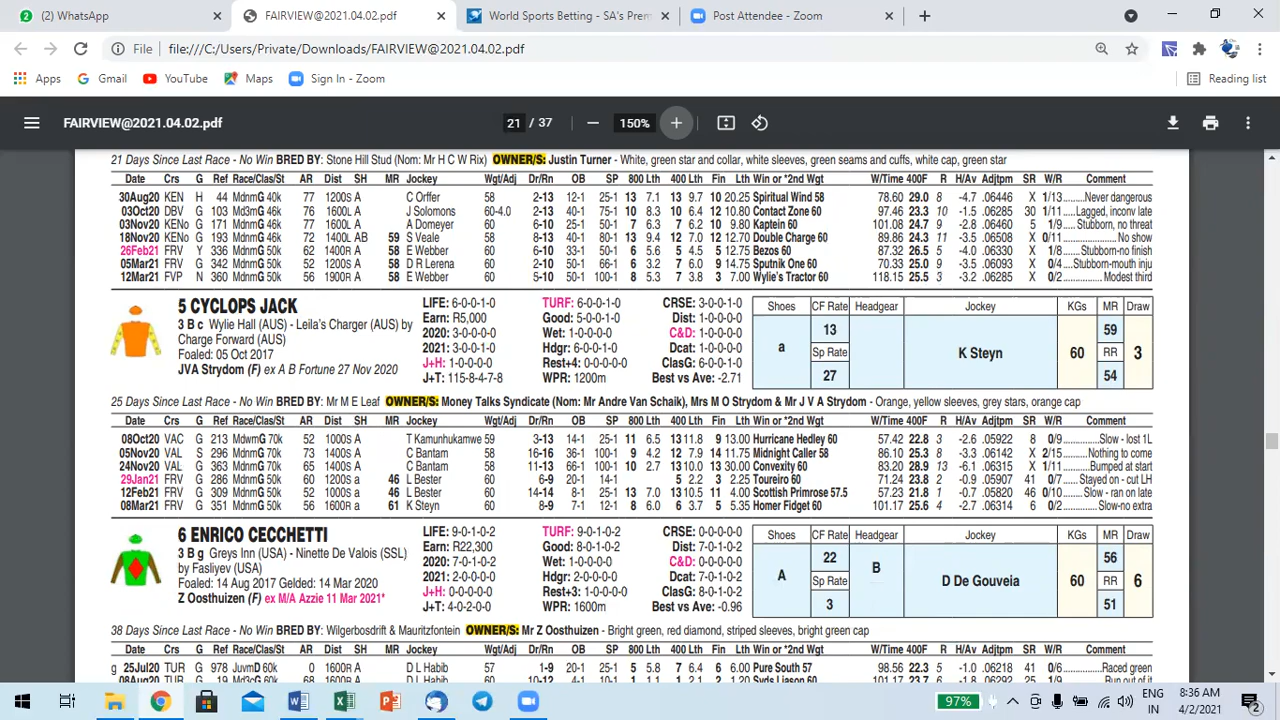 (2) WhatsApp
FAIRVIEW@2021.04.02.pdf
World Sports Betting - SA's Prem
Post Attendee - Zoom
File
file:///C:/Users/Private/Downloads/FAIRVIEW@2021.04.02.pdf
Apps Gmail YouTube Maps Sign In - Zoom Reading list
FAIRVIEW@2021.04.02.pdf 21 / 37 150%
21 Days Since Last Race - No Win BRED BY: Stone Hill Stud (Nom: Mr H C W Rix) OWNER/S: Justin Turner - White, green star and collar, white sleeves, green seams and cuffs, white cap, green star
Date Crs G Ref Race/Clas/St AR Dist SH MR Jockey Wgt/Adj Dr/Rn OB SP 800 Lth 400 Lth Fin Lth Win or *2nd Wgt W/Time 400F R H/Av Adjtpm SR W/R Comment
30Aug20 KEN H 44 MdnmG 40k 77 1200S A C Orffer 58 2-13 12-1 25-1 13 7.1 13 9.7 10 20.25 Spiritual Wind 58 78.60 29.0 8 -4.7 .06446 X 1/13 ....Never dangerous
03Oct20 DBV G 103 Md3mG 46k 76 1600L A J Solomons 60-4.0 2-13 40-1 75-1 10 8.3 10 6.4 12 10.80 Contact Zone 60 97.46 23.3 10 -1.5 .06285 30 1/11 ....Lagged, inconv late
03Nov20 KENo G 171 MdmmG 42k 74 1600L A A Domeyer 60 6-10 25-1 50-1 7 6.3 7 6.2 10 9.80 Kaptein 60 101.08 24.7 9 -2.8 .06460 5 1/9 ....Stubborn, no threat
18Nov20 KENo G 193 MdmmG 46k 72 1400L AB 59 S Veale 58 8-13 40-1 80-1 13 9.4 12 7.0 12 12.70 Double Charge 60 89.86 24.3 11 -3.5 .06508 X 0/11 ....No show
26Feb21 FRV Y 336 MdmmG 50k 62 1400R A 58 E Webber 60 2-8 30-1 33-1 6 5.6 5 4.5 5 12.75 Bezos 60 87.32 26.5 5 -4.0 .06330 X 1/8 ....Stubborn-no finish
05Mar21 FRV G 342 MdmmG 50k 56 1200S A 58 D R Lerena 60 2-10 50-1 66-1 8 3.2 7 6.0 9 14.75 Sputnik One 60 77.33 25.0 9 -3.4 .06285 X 0/4 ....Stubborn-mouth inju
12Mar21 FVP N 360 MdmmG 50k 58 1900R A 58 E Webber 60 5-10 50-1 100-1 8 5.3 7 3.8 3 7.00 Wylie's Tractor 60 118.15 25.5 3 -3.2 .06285 X 0/2 ....Modest third
5 CYCLOPS JACK
3 B c Wylie Hall (AUS) - Leila's Charger (AUS) by
Charge Forward (AUS)
Foaled: 05 Oct 2017
JVA Strydom (F) ex A B Fortune 27 Nov 2020
LIFE: 6-0-0-1-0 TURF: 6-0-0-1-0 CRSE: 3-0-0-1-0
Earn: R5,000 Good: 5-0-0-1-0 Dist: 1-0-0-0-0
2020: 3-0-0-0-0 Wet: 1-0-0-0-0 C&D: 1-0-0-0-0
2021: 3-0-0-1-0 Hdgr: 6-0-0-1-0 Dcat: 1-0-0-0-0
J+H: 1-0-0-0-0 Rest+4: 0-0-0-0-0 ClasG: 6-0-0-1-0
J+T: 115-8-4-7-8 WPR: 1200m Best vs Ave: -2.71
Shoes CF Rate Headgear Jockey KGs MR Draw
a 13 Sp Rate 27 K Steyn 60 59 RR 54 3
25 Days Since Last Race - No Win BRED BY: Mr M E Leaf OWNER/S: Money Talks Syndicate (Nom: Mr Andre Van Schaik), Mrs M O Strydom & Mr J V A Strydom - Orange, yellow sleeves, grey stars, orange cap
Date Crs G Ref Race/Clas/St AR Dist SH MR Jockey Wgt/Adj Dr/Rn OB SP 800 Lth 400 Lth Fin Lth Win or *2nd Wgt W/Time 400F R H/Av Adjtpm SR W/R Comment
08Oct20 VAC G 213 MdwmG 70k 52 1000S A T Kamunhukamwe 59 3-13 14-1 25-1 11 6.5 13 11.8 9 13.00 Hurricane Hedley 60 57.42 22.8 3 -2.6 .05922 8 0/9 ....Slow - lost 1L
05Nov20 VAL S 296 MdmmG 70k 73 1400R A C Bantam 58 16-16 36-1 100-1 9 4.2 12 7.9 14 11.75 Midnight Caller 58 86.10 25.3 8 -3.3 .06142 X 2/15 ....Nothing to come
24Nov20 VAL G 363 MdmmG 70k 65 1400R A C Bantam 60 11-13 66-1 100-1 10 2.7 13 10.0 13 30.00 Convexity 60 83.20 28.9 13 -6.1 .06315 X 1/11 ....Bumped at start
29Jan21 FRV G 286 MdmmG 50k 60 1200S a 46 L Bester 60 6-9 20-1 14-1 5 2.2 3 2.25 Toureiro 60 71.24 23.8 2 -0.9 .05907 41 0/7 ....Stayed on - cut LH
12Feb21 FRV G 309 MdmmG 50k 52 1000S a 46 L Bester 60 14-14 8-1 25-1 13 7.0 13 10.5 11 4.00 Scottish Primrose 57.5 57.23 21.8 1 -0.7 .05820 46 0/10 ....Slow - ran on late
08Mar21 FRV G 351 MdmmG 50k 56 1600R a 61 K Steyn 60 8-9 7-1 12-1 8 6.0 6 3.7 5 5.35 Homer Fidget 60 101.17 25.6 4 -2.7 .06314 6 0/2 ....Slow-no extra
6 ENRICO CECCHETTI
3 B g Greys Inn (USA) - Ninette De Valois (SSL)
by Fasliyev (USA)
Foaled: 14 Aug 2017 Gelded: 14 Mar 2020
Z Oosthuizen (F) ex M/A Azzie 11 Mar 2021*
LIFE: 9-0-1-0-2 TURF: 9-0-1-0-2 CRSE: 0-0-0-0-0
Earn: R22,300 Good: 8-0-1-0-2 Dist: 7-0-1-0-2
2020: 7-0-1-0-2 Wet: 1-0-0-0-0 C&D: 0-0-0-0-0
2021: 2-0-0-0-0 Hdgr: 2-0-0-0-0 Dcat: 7-0-1-0-2
J+H: 0-0-0-0-0 Rest+3: 1-0-0-0-0 ClasG: 8-0-1-0-2
J+T: 4-0-2-0-0 WPR: 1600m Best vs Ave: -0.96
Shoes CF Rate Headgear Jockey KGs MR Draw
A 22 Sp Rate 3 B D De Gouveia 60 56 RR 51 6
38 Days Since Last Race - No Win BRED BY: Wilgerbosdrift & Mauritzfontein OWNER/S: Mr Z Oosthuizen - Bright green, red diamond, striped sleeves, bright green cap
Date Crs G Ref Race/Clas/St AR Dist SH MR Jockey Wgt/Adj Dr/Rn OB SP 800 Lth 400 Lth Fin Lth Win or *2nd Wgt W/Time 400F R H/Av Adjtpm SR W/R Comment
g 25Jul20 TUR G 978 JuvmD 60k 0 1600R A D L Habib 57 1-9 20-1 20-1 5 5.8 7 6.4 6 6.00 Pure South 57 98.56 22.3 5 -1.0 .06218 41 0/6 ....Raced green
97% ENG IN 8:36 AM 4/2/2021 2